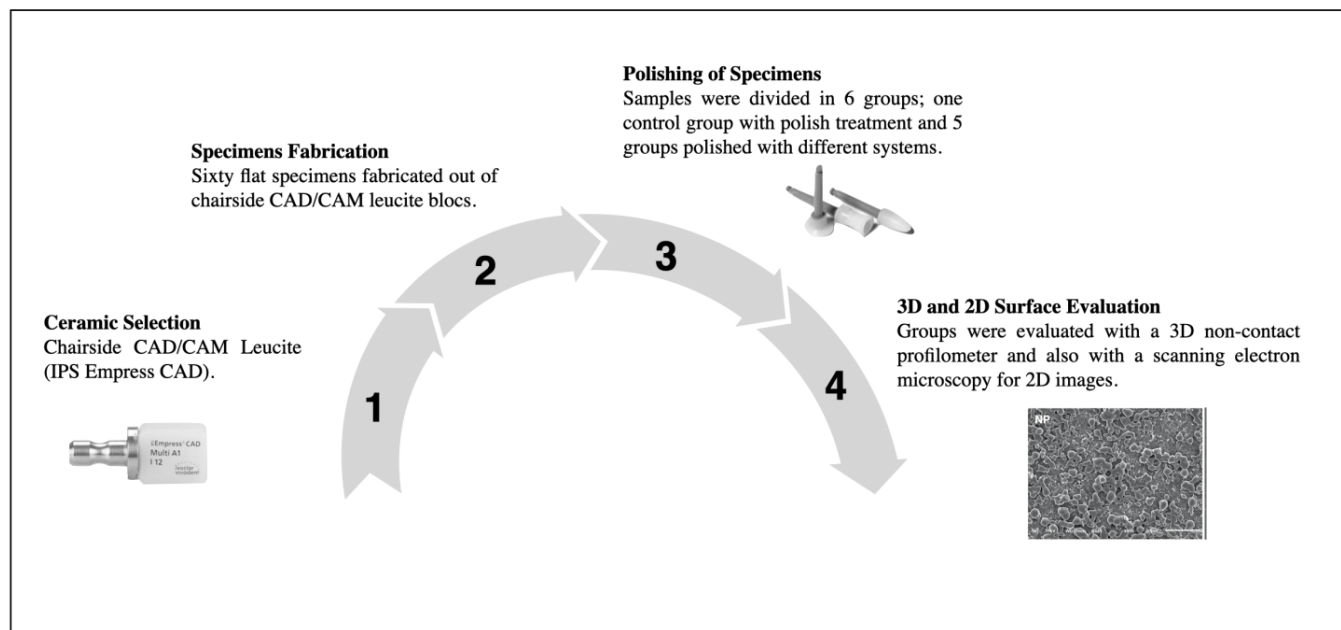 Polishing of Specimens
Samples were divided in 6 groups; one
control group with polish treatment and 5
groups polished with different systems.
Specimens Fabrication
Sixty flat specimens fabricated out of
chairside CAD/CAM leucite blocs.
2
3
Ceramic Selection
Chairside CAD/CAM Leucite
(IPS Empress CAD).
3D and 2D Surface Evaluation
Groups were evaluated with a 3D non-contact
profilometer and also with a scanning electron
microscopy for 2D images.
1
4
Empress CAD
Multi A1
I 12
ivoclar
vivadent
NP